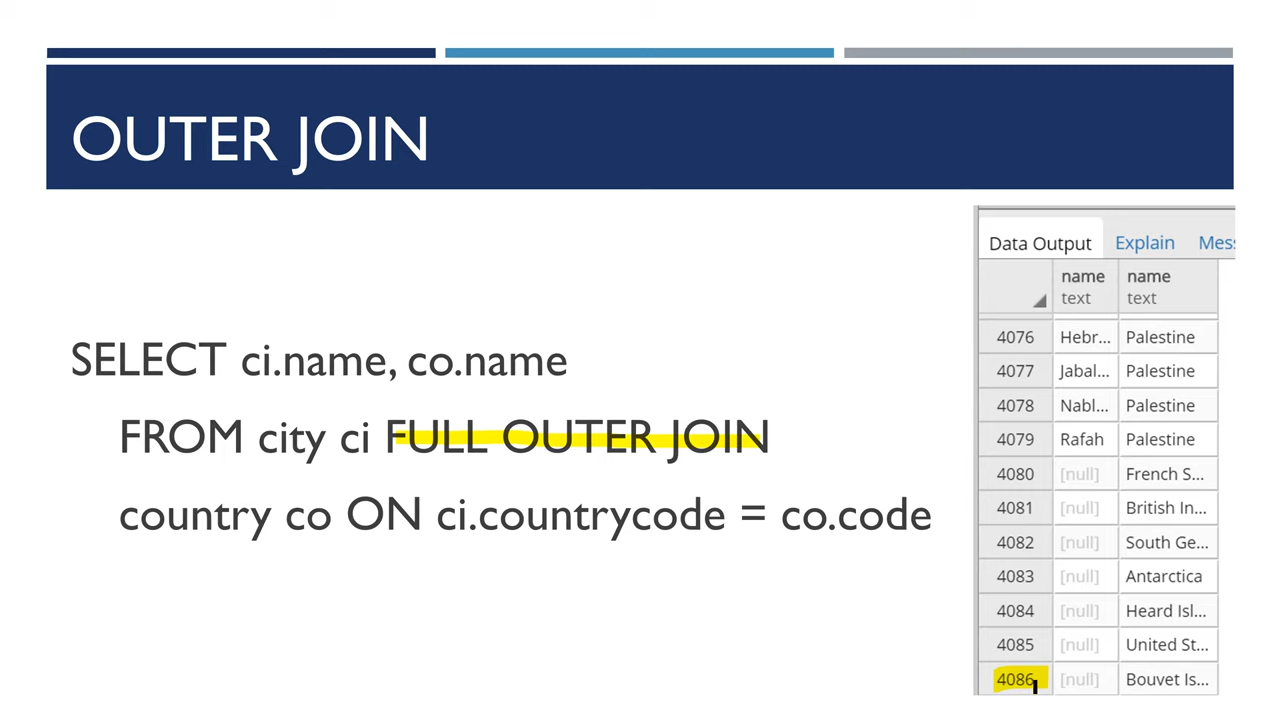 OUTER JOIN
SELECT ci.name, co.name
FROM city ci FULL OUTER JOIN
country co ON ci.countrycode = co.code
Data Output Explain Mess
name name
text text
4076 Hebr... Palestine
4077 Jabal... Palestine
4078 Nabl... Palestine
4079 Rafah Palestine
4080 [null] French S...
4081 [null] British In...
4082 [null] South Ge...
4083 [null] Antarctica
4084 [null] Heard Isl...
4085 [null] United St...
4086 [null] Bouvet Is...